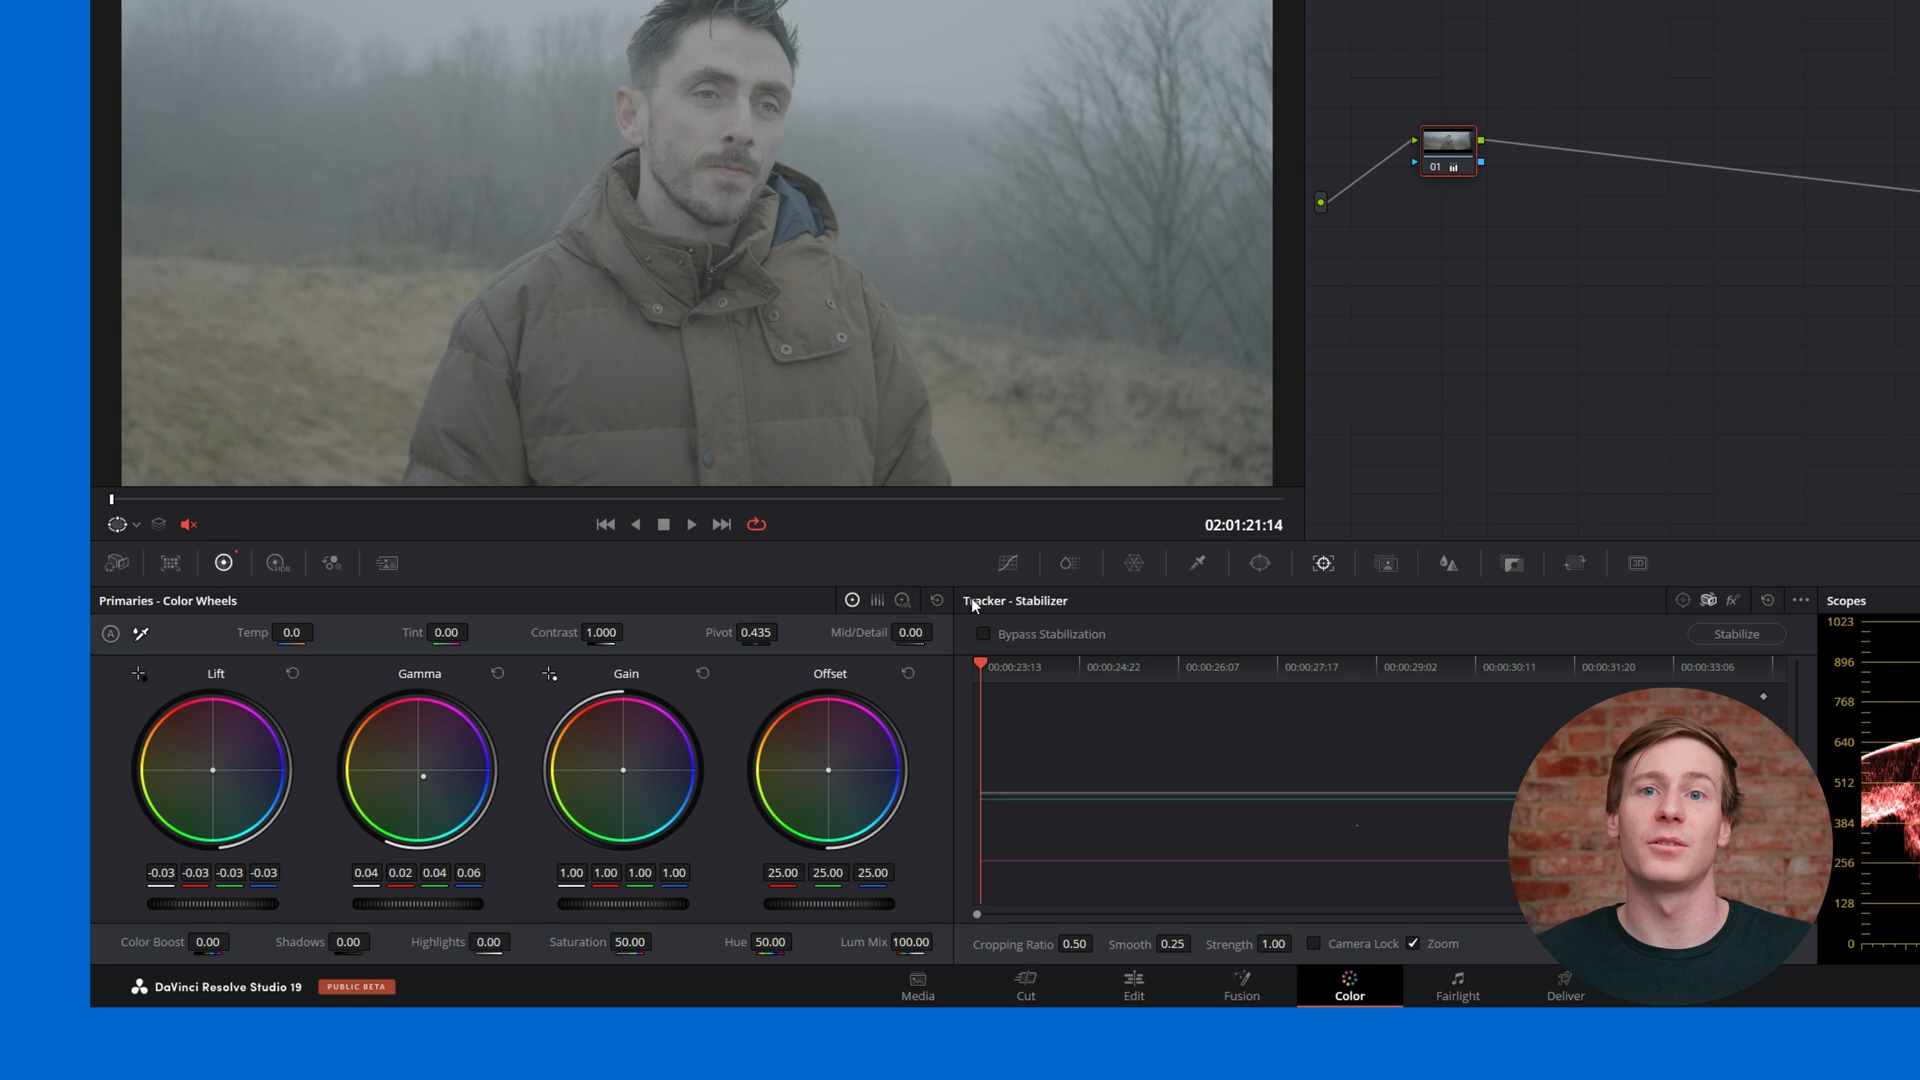 01
02:01:21:14
HDR
3D
Primaries - Color Wheels
Tracker - Stabilizer
fx
Scopes
A
Temp 0.0
Tint 0.00
Contrast 1.000
Pivot 0.435
Mid/Detail 0.00
Bypass Stabilization
Stabilize
Lift
Gamma
Gain
Offset
00:00:23:13
00:00:24:22
00:00:26:07
00:00:27:17
00:00:29:02
00:00:30:11
00:00:31:20
00:00:33:06
1023
896
768
640
512
384
256
128
0
-0.03 -0.03 -0.03 -0.03
0.04 0.02 0.04 0.06
1.00 1.00 1.00 1.00
25.00 25.00 25.00
Color Boost 0.00
Shadows 0.00
Highlights 0.00
Saturation 50.00
Hue 50.00
Lum Mix 100.00
Cropping Ratio 0.50
Smooth 0.25
Strength 1.00
Camera Lock
Zoom
DaVinci Resolve Studio 19
PUBLIC BETA
Media
Cut
Edit
Fusion
Color
Fairlight
Deliver